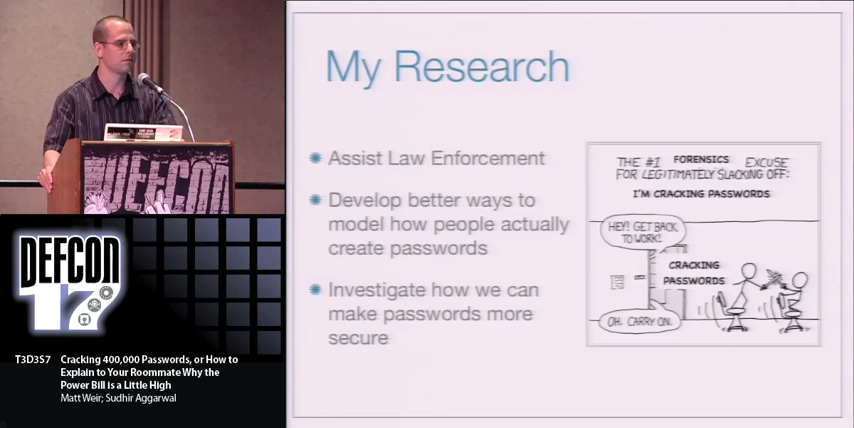 DEFCON
DEFCON
17
T3D357
Cracking 400,000 Passwords, or How to
Explain to Your Roommate Why the
Power Bill is a Little High
Matt Weir; Sudhir Aggarwal
My Research
Assist Law Enforcement
Develop better ways to
model how people actually
create passwords
Investigate how we can
make passwords more
secure
THE #1 FORENSICS EXCUSE
FOR LEGITIMATELY SLACKING OFF:
I'M CRACKING PASSWORDS
HEY! GET BACK
TO WORK!
CRACKING
PASSWORDS
OH. CARRY ON.